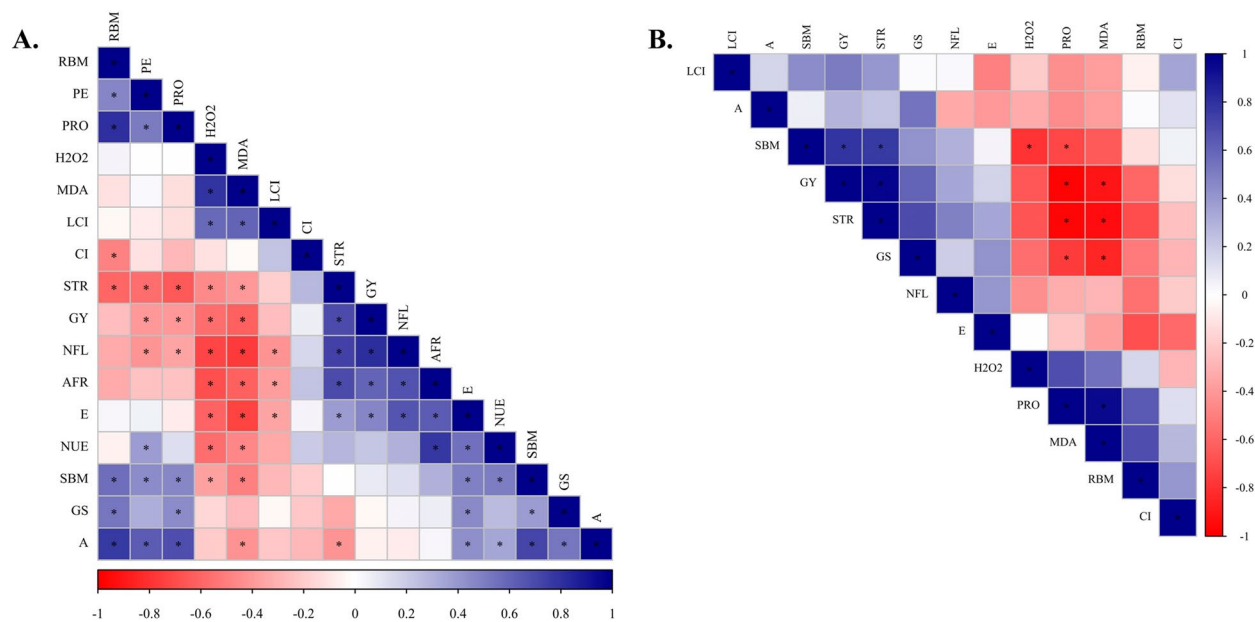 A.
RBM
PE
PRO
H2O2
MDA
LCI
CI
STR
GY
NFL
AFR
E
NUE
SBM
GS
A
RBM *
PE * *
PRO * * *
H2O2 *
MDA * *
LCI * * *
CI * *
STR * * * * * *
GY * * * * * *
NFL * * * * * * * *
AFR * * * * * * *
E * * * * * * * *
NUE * * * * * *
SBM * * * * * * * *
GS * * * * *
A * * * * * * * * * *
-1 -0.8 -0.6 -0.4 -0.2 0 0.2 0.4 0.6 0.8 1
B.
LCI
A
SBM
GY
STR
GS
NFL
E
H2O2
PRO
MDA
RBM
CI
LCI *
A *
SBM * * * * *
GY * * * *
STR * * *
GS * * *
NFL *
E *
H2O2 *
PRO * *
MDA *
RBM *
CI *
1
0.8
0.6
0.4
0.2
0
-0.2
-0.4
-0.6
-0.8
-1